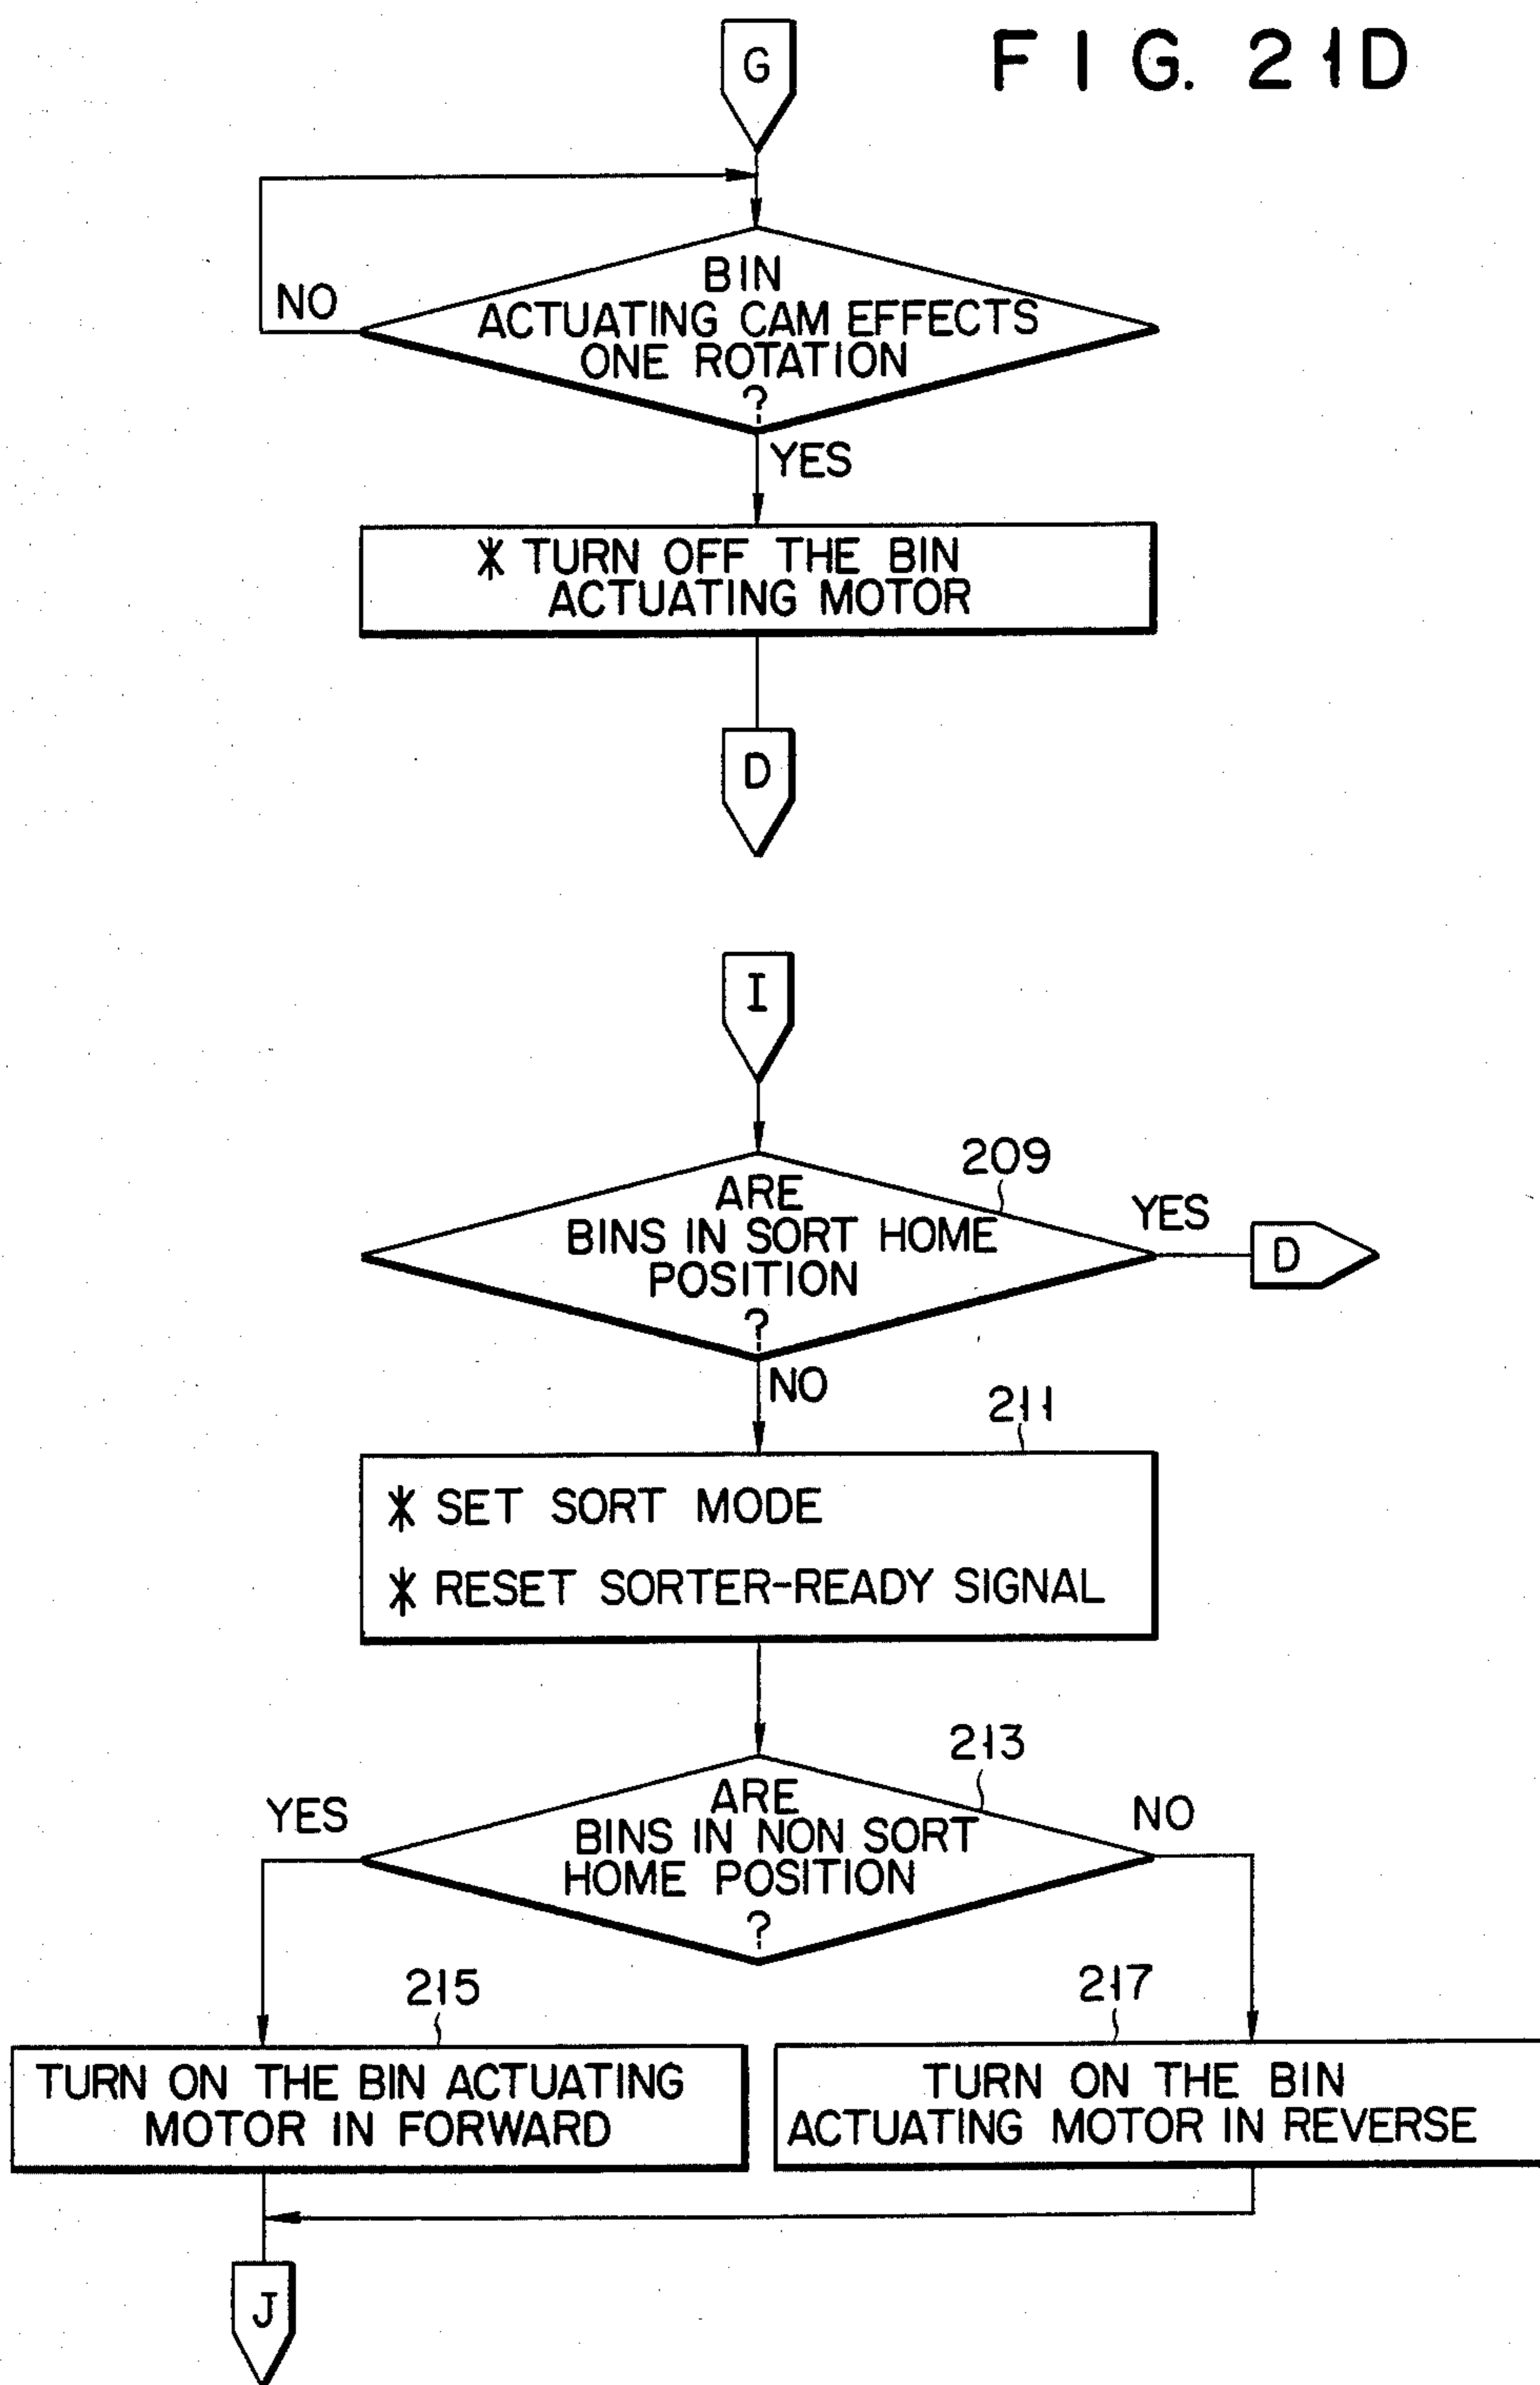 G
FIG. 21D
NO
BIN
ACTUATING CAM EFFECTS
ONE ROTATION
?
YES
* TURN OFF THE BIN
ACTUATING MOTOR
D
I
209
ARE
BINS IN SORT HOME
POSITION
?
YES
D
NO
211
* SET SORT MODE
* RESET SORTER-READY SIGNAL
213
ARE
BINS IN NON SORT
HOME POSITION
?
YES
NO
215
TURN ON THE BIN ACTUATING
MOTOR IN FORWARD
217
TURN ON THE BIN
ACTUATING MOTOR IN REVERSE
J